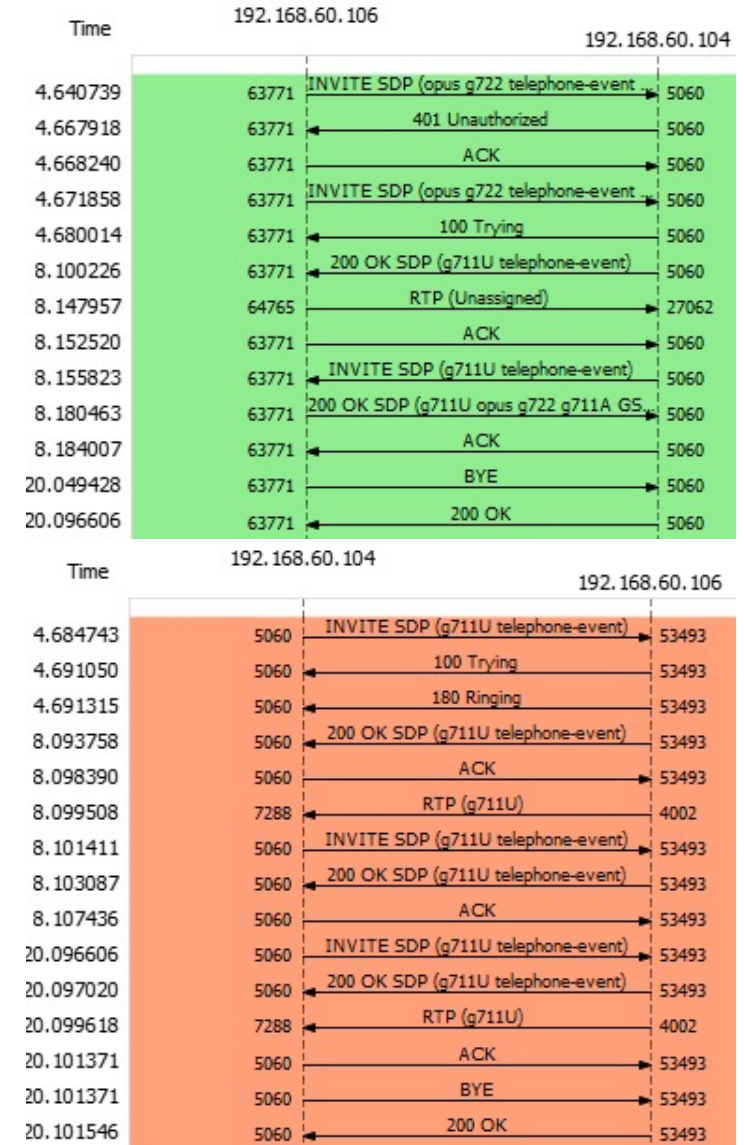 Time 192.168.60.106 192.168.60.104
4.640739 63771 INVITE SDP (opus g722 telephone-event ... 5060
4.667918 63771 401 Unauthorized 5060
4.668240 63771 ACK 5060
4.671858 63771 INVITE SDP (opus g722 telephone-event ... 5060
4.680014 63771 100 Trying 5060
8.100226 63771 200 OK SDP (g711U telephone-event) 5060
8.147957 64765 RTP (Unassigned) 27062
8.152520 63771 ACK 5060
8.155823 63771 INVITE SDP (g711U telephone-event) 5060
8.180463 63771 200 OK SDP (g711U opus g722 g711A GS... 5060
8.184007 63771 ACK 5060
20.049428 63771 BYE 5060
20.096606 63771 200 OK 5060
Time 192.168.60.104 192.168.60.106
4.684743 5060 INVITE SDP (g711U telephone-event) 53493
4.691050 5060 100 Trying 53493
4.691315 5060 180 Ringing 53493
8.093758 5060 200 OK SDP (g711U telephone-event) 53493
8.098390 5060 ACK 53493
8.099508 7288 RTP (g711U) 4002
8.101411 5060 INVITE SDP (g711U telephone-event) 53493
8.103087 5060 200 OK SDP (g711U telephone-event) 53493
8.107436 5060 ACK 53493
20.096606 5060 INVITE SDP (g711U telephone-event) 53493
20.097020 5060 200 OK SDP (g711U telephone-event) 53493
20.099618 7288 RTP (g711U) 4002
20.101371 5060 ACK 53493
20.101371 5060 BYE 53493
20.101546 5060 200 OK 53493